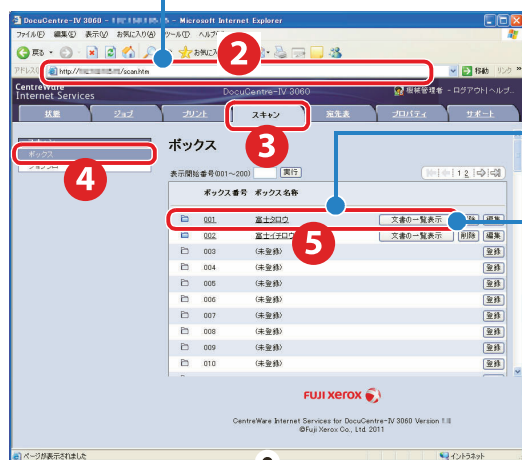 DocuCentre-IV 3060 - Microsoft Internet Explorer
ファイル(F) 編集(E) 表示(V) お気に入り(A) ツール(T)
戻る お気に入り
2
http:// /scan.htm 移動 リンク »
CentreWare
Internet Services DocuCentre-IV 3060 機械管理者 - ログアウト | ヘルプ...
状態 ジョブ プリント スキャン 宛先表 プロパティ サポート
3
ボックス
ボックス
4
表示開始番号(001~200) 実行 1 2
ボックス番号 ボックス名称
001 富士タロウ 文書の一覧表示 削除 編集
5
002 富士イチロウ 文書の一覧表示 削除 編集
003 (未登録) 登録
004 (未登録) 登録
005 (未登録) 登録
006 (未登録) 登録
007 (未登録) 登録
008 (未登録) 登録
009 (未登録) 登録
010 (未登録) 登録
FUJI XEROX
CentreWare Internet Services for DocuCentre-IV 3060 Version
©Fuji Xerox Co., Ltd. 2011
ページが表示されました イントラネット